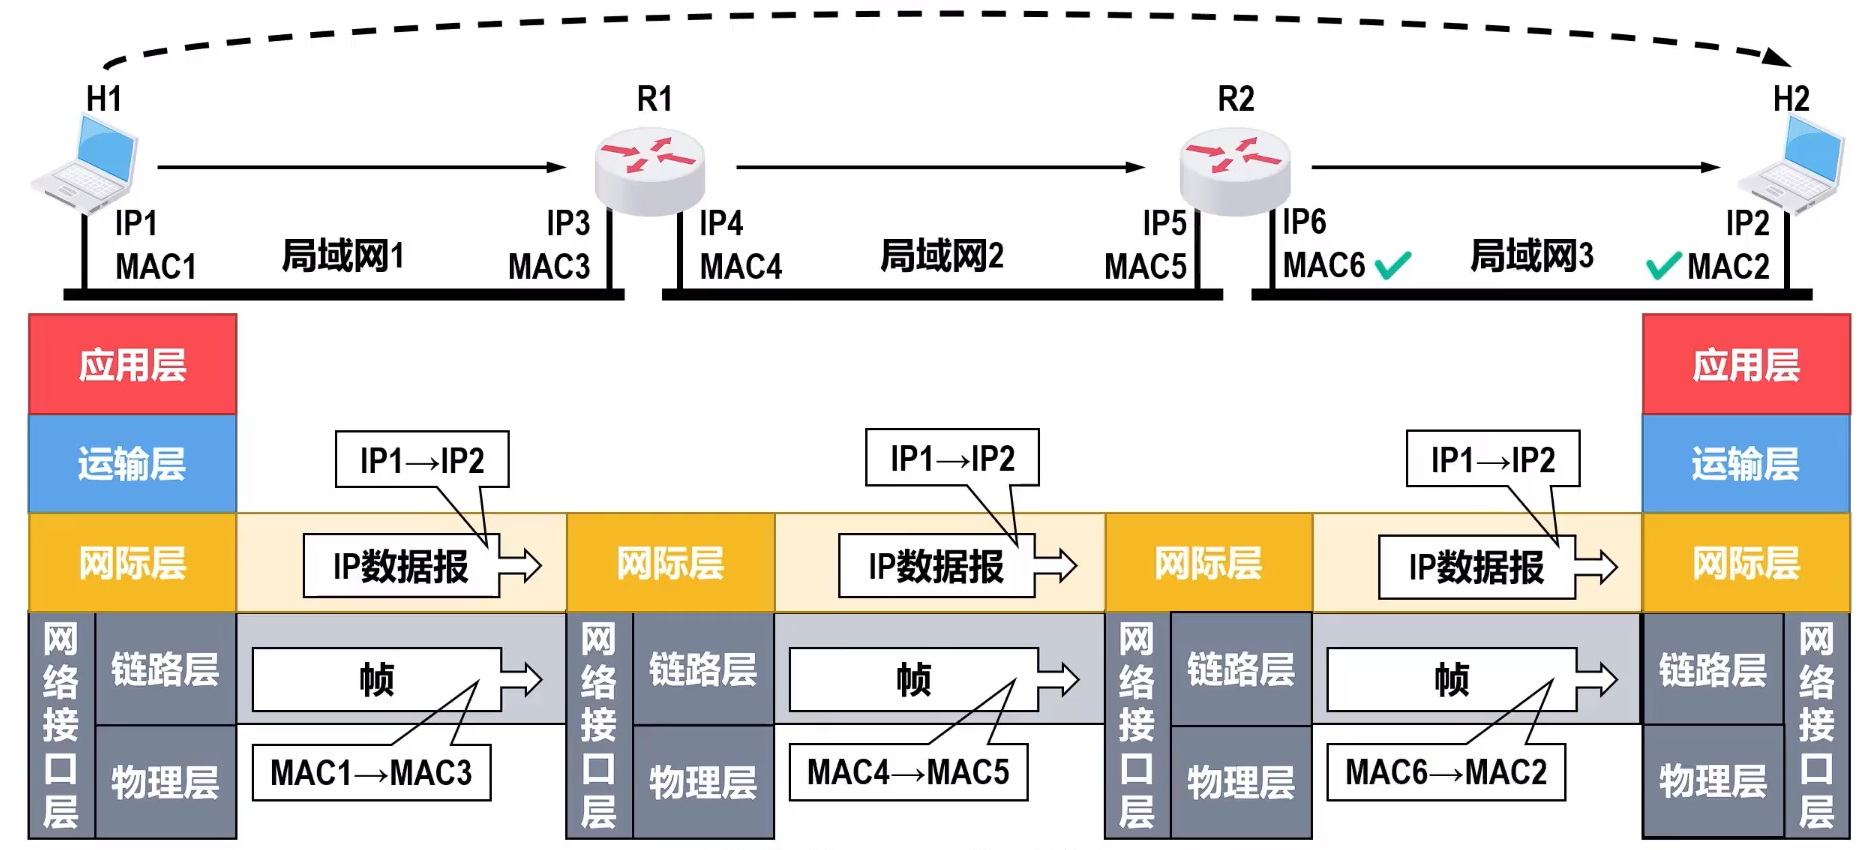 H1
R1
R2
H2
IP1
MAC1
局域网1
IP3
MAC3
IP4
MAC4
局域网2
IP5
MAC5
IP6
MAC6
局域网3
IP2
MAC2
应用层
应用层
运输层
IP1→IP2
IP1→IP2
IP1→IP2
运输层
网际层
IP数据报
网际层
IP数据报
网际层
IP数据报
网际层
网络接口层
链路层
帧
网络接口层
链路层
帧
网络接口层
链路层
帧
链路层
网络接口层
物理层
MAC1→MAC3
物理层
MAC4→MAC5
物理层
MAC6→MAC2
物理层